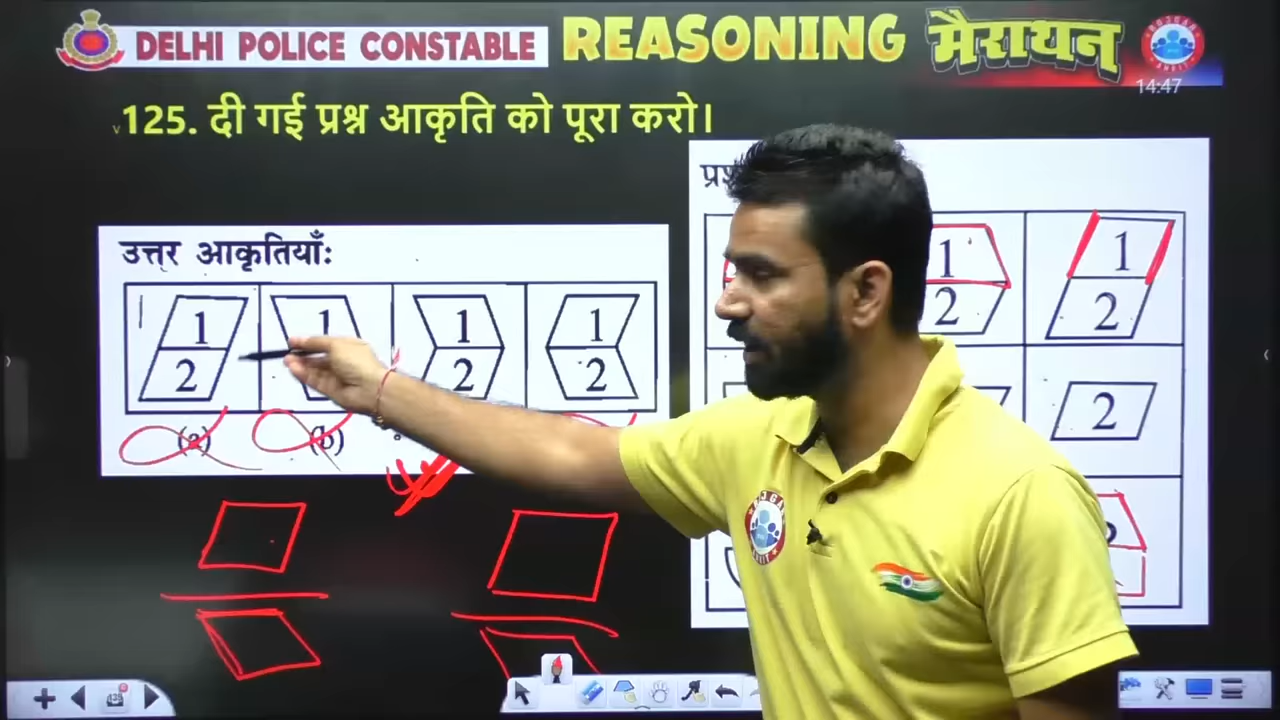 DELHI POLICE CONSTABLE REASONING मैराथन
14:47
125. दी गई प्रश्न आकृति को पूरा करो।
उत्तर आकृतियाँ:
1 1 1 1
2 2 2
(a) (b)
1 1
2 2
2